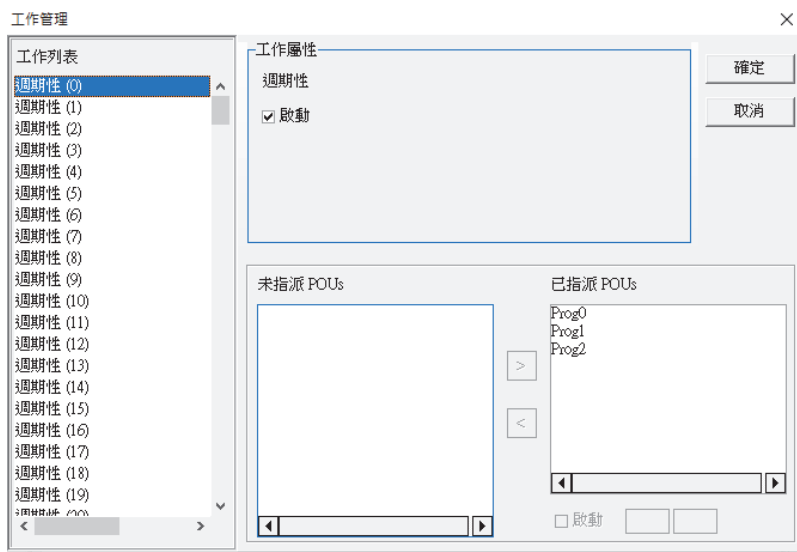 工作管理
工作列表
週期性 (0)
週期性 (1)
週期性 (2)
週期性 (3)
週期性 (4)
週期性 (5)
週期性 (6)
週期性 (7)
週期性 (8)
週期性 (9)
週期性 (10)
週期性 (11)
週期性 (12)
週期性 (13)
週期性 (14)
週期性 (15)
週期性 (16)
週期性 (17)
週期性 (18)
週期性 (19)
週期性 (20)
工作屬性
週期性
啟動
確定
取消
未指派 POUs
>
<
已指派 POUs
Prog0
Prog1
Prog2
啟動